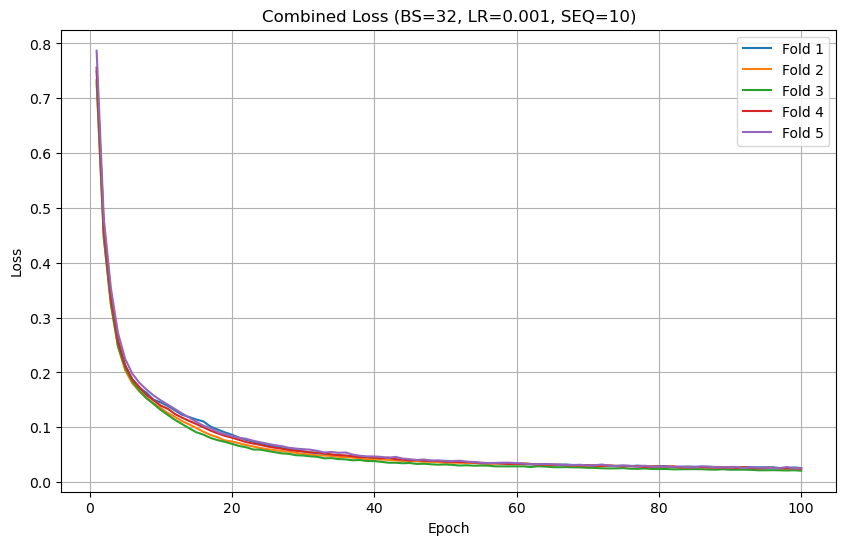 Combined Loss (BS=32, LR=0.001, SEQ=10)
Fold 1
Fold 2
Fold 3
Fold 4
Fold 5
Loss
0.8
0.7
0.6
0.5
0.4
0.3
0.2
0.1
0.0
0 20 40 60 80 100
Epoch